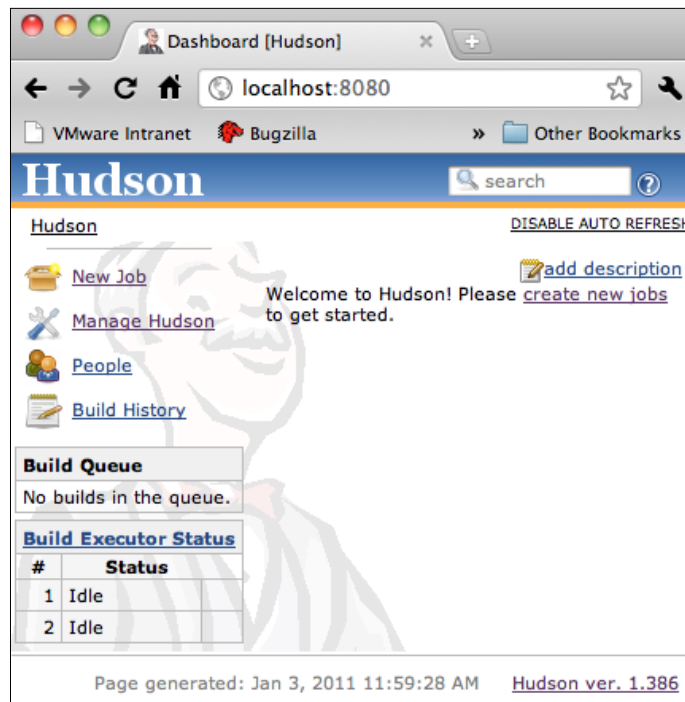 Dashboard [Hudson]
localhost:8080
VMware Intranet Bugzilla » Other Bookmarks
Hudson
search
Hudson
DISABLE AUTO REFRESH
New Job
add description
Welcome to Hudson! Please create new jobs
to get started.
Manage Hudson
People
Build History
Build Queue
No builds in the queue.
Build Executor Status
# Status
1 Idle
2 Idle
Page generated: Jan 3, 2011 11:59:28 AM Hudson ver. 1.386